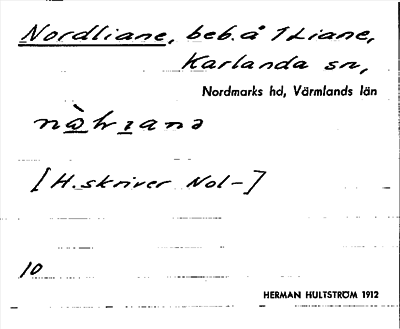 Nordliane, beb. å 1 Liane,
Karlanda sn,
Nordmarks hd, Värmlands län
[H. skriver Nol-]
10
HERMAN HULTSTRÖM 1912